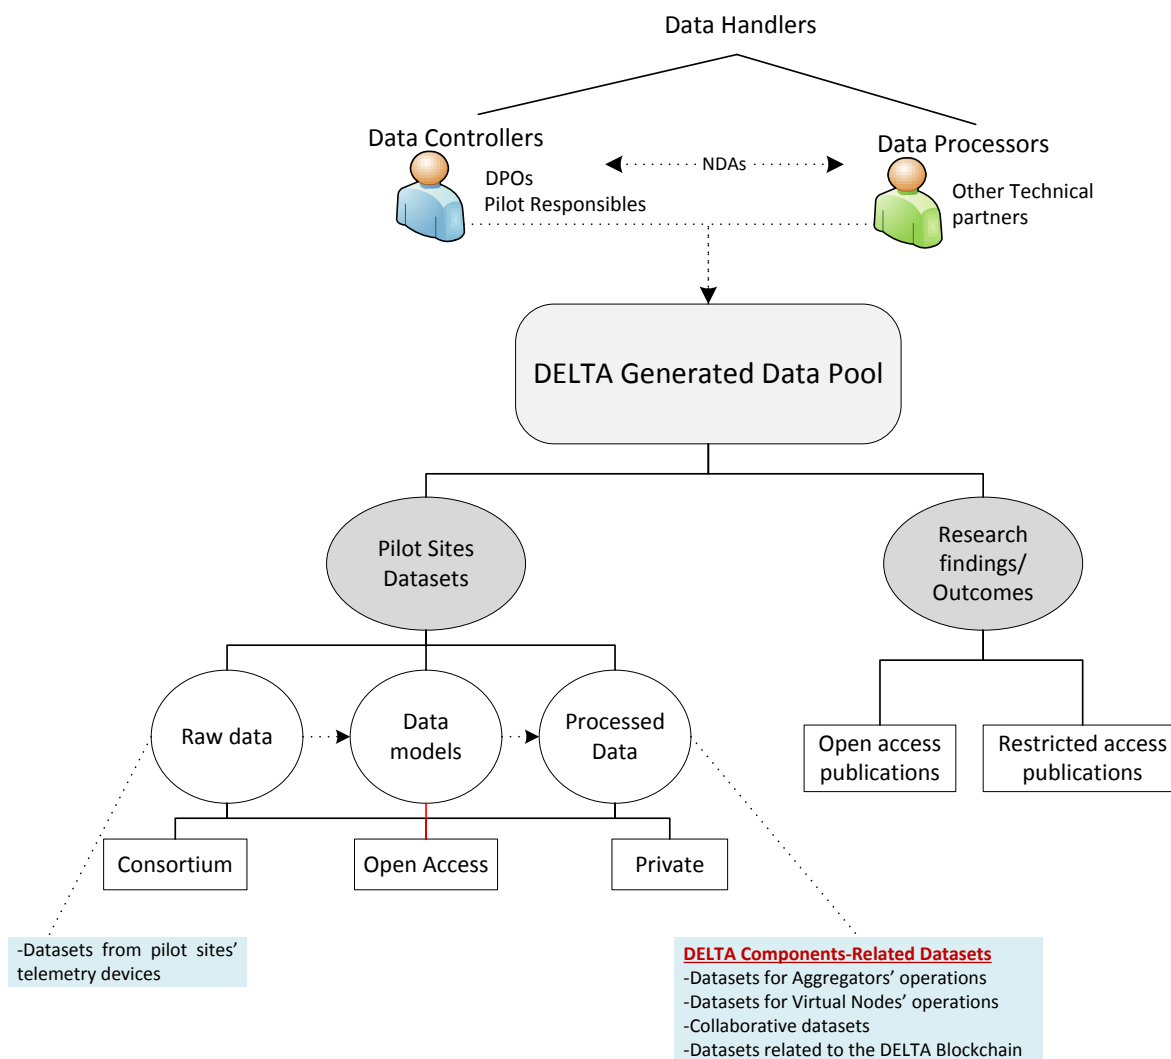 Data Handlers
Data Controllers
Data Processors
NDAs
DPOs
Pilot Responsibles
Other Technical
partners
DELTA Generated Data Pool
Pilot Sites
Datasets
Research
findings/
Outcomes
Raw data
Data
models
Processed
Data
Open access
publications
Restricted access
publications
Consortium
Open Access
Private
-Datasets from pilot sites’
telemetry devices
DELTA Components-Related Datasets
-Datasets for Aggregators’ operations
-Datasets for Virtual Nodes’ operations
-Collaborative datasets
-Datasets related to the DELTA Blockchain